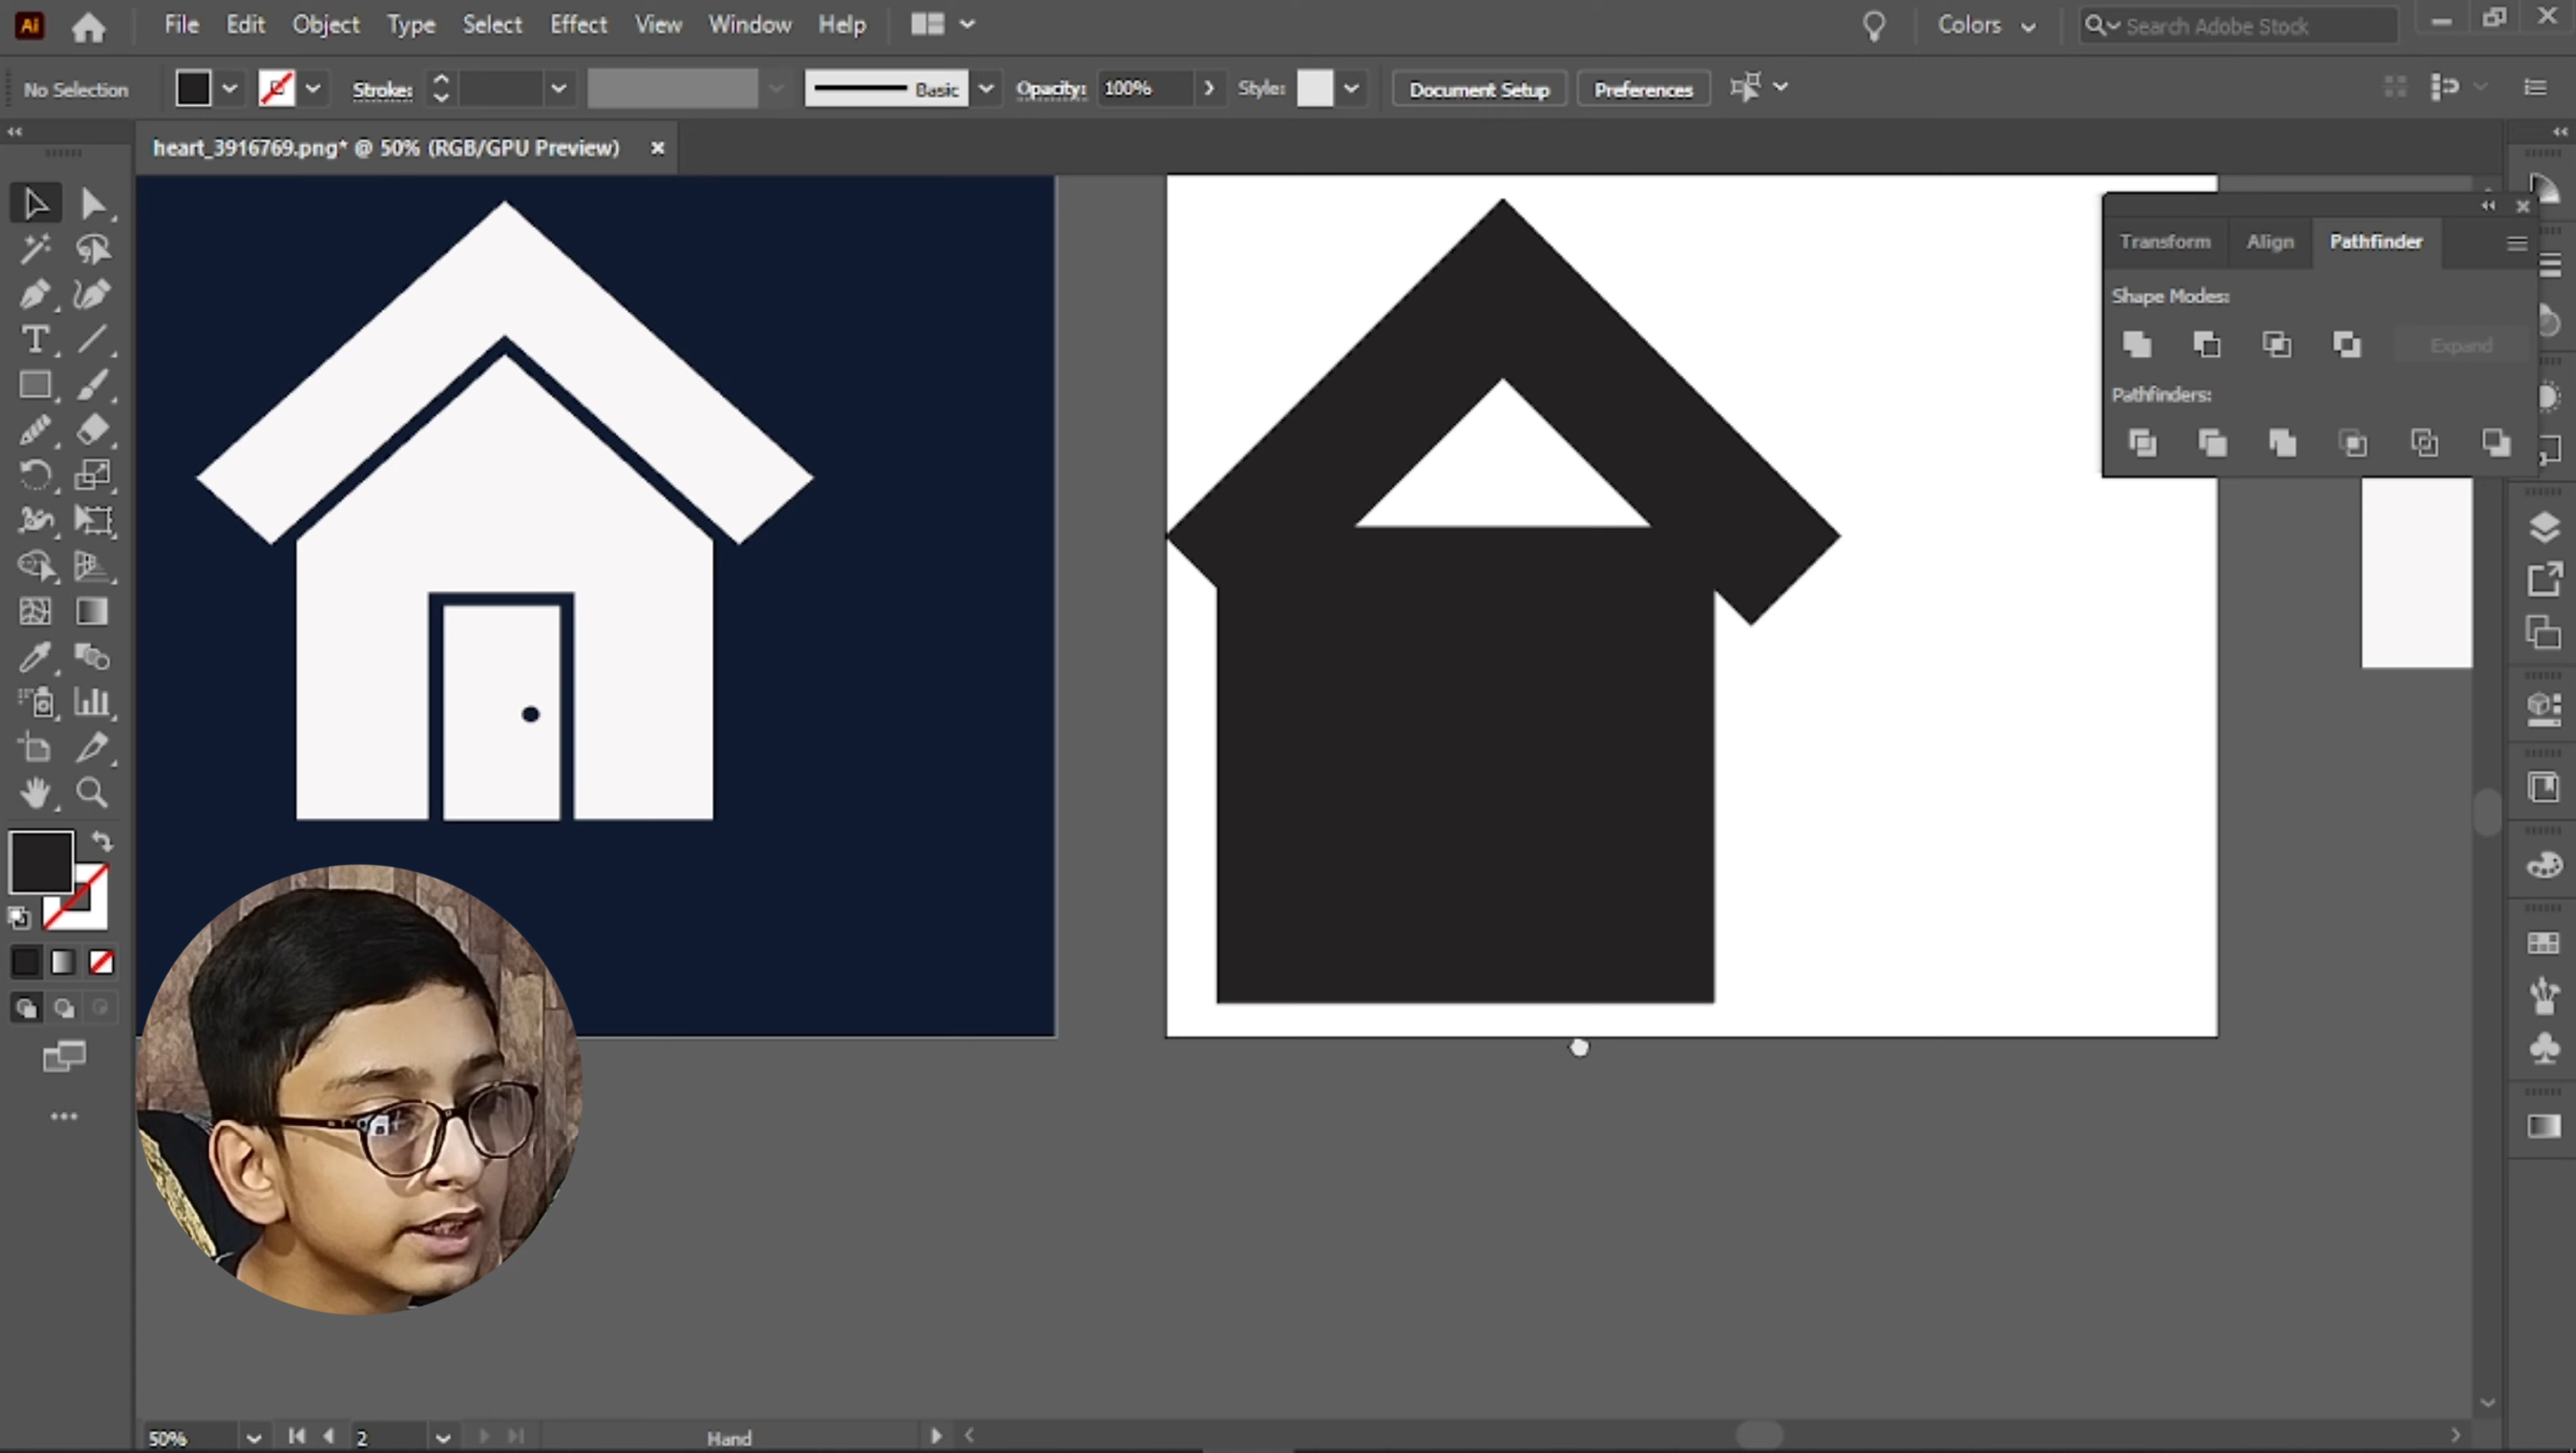 Ai File Edit Object Type Select Effect View Window Help Colors Search Adobe Stock
No Selection Stroke: Basic Opacity: 100% Style: Document Setup Preferences
heart_3916769.png* @ 50% (RGB/GPU Preview)
Transform Align Pathfinder
Shape Modes:
Expand
Pathfinders:
50% 2 Hand